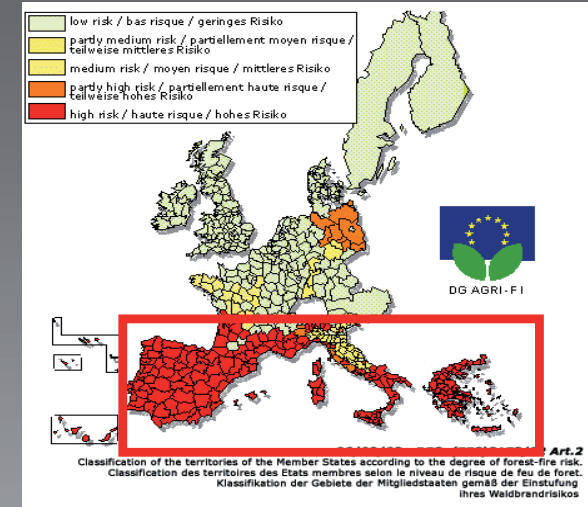 low risk / bas risque / geringes Risiko
partly medium risk / partiellement moyen risque /
teilweise mittleres Risiko
medium risk / moyen risque / mittleres Risiko
partly high risk / partiellement haute risque /
teilweise hohes Risiko
high risk / haute risque / hohes Risiko
DG AGRI-FI
Art.2
Classification of the territories of the Member States according to the degree of forest-fire risk.
Classification des territoires des Etats membres selon le niveau de risque de feu de foret.
Klassifikation der Gebiete der Mitgliedstaaten gemäß der Einstufung
ihres Waldbrandrisikos